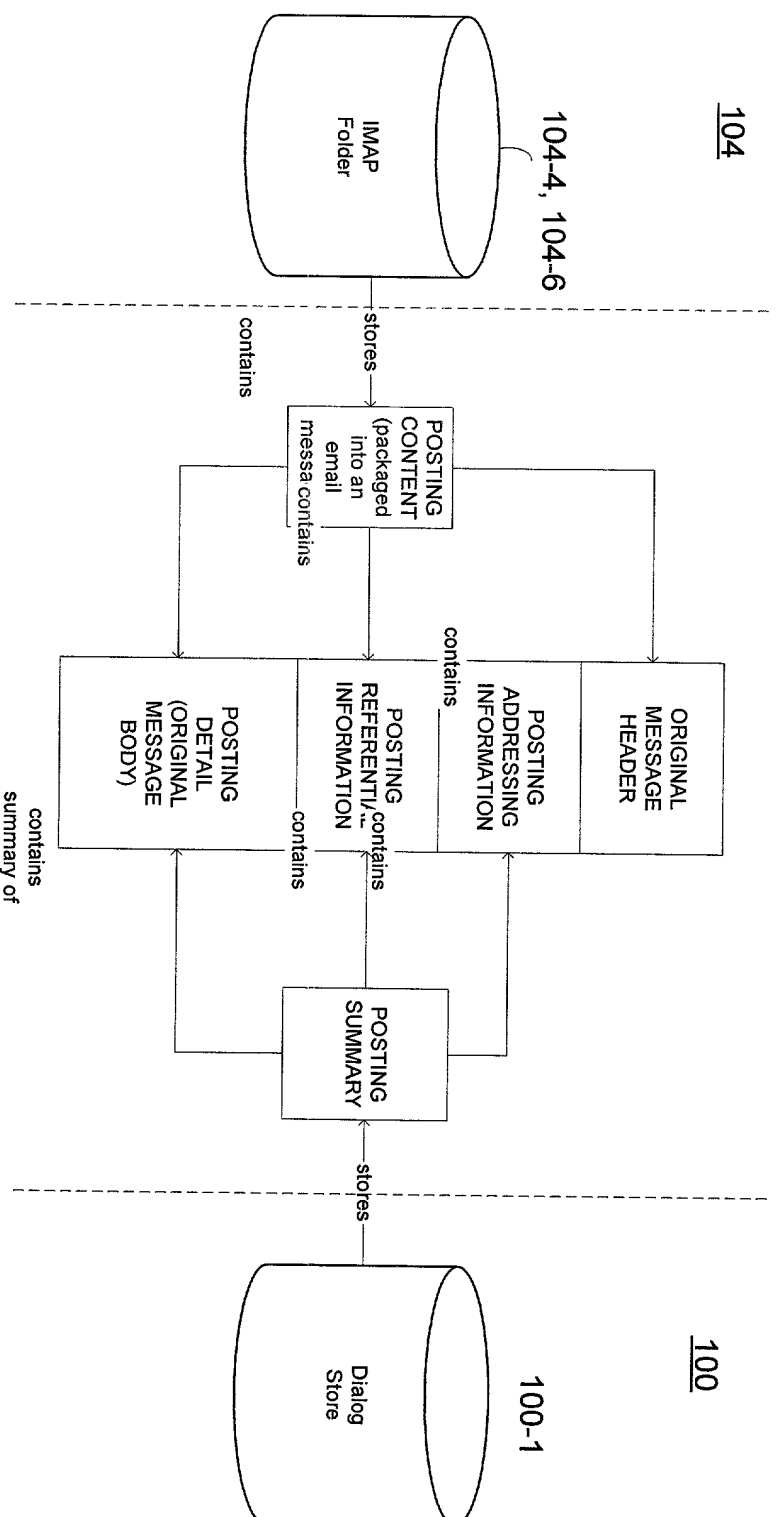 104
104-4, 104-6
IMAP
Folder
stores
contains
POSTING
CONTENT
(packaged
into an
email
messa
contains
ORIGINAL
MESSAGE
HEADER
POSTING
ADDRESSING
INFORMATION
contains
POSTING
REFERENTIAL
INFORMATION
contains
POSTING
DETAIL
(ORIGINAL
MESSAGE
BODY)
contains
contains
summary of
POSTING
SUMMARY
stores
100
100-1
Dialog
Store